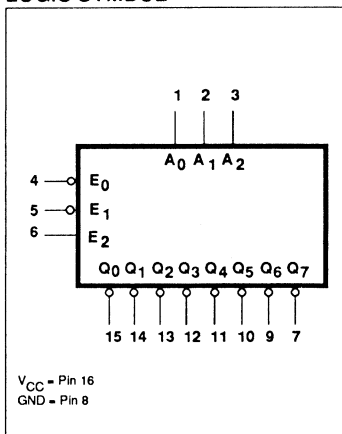 LOGIC SYMBOL
1 2 3
A0 A1 A2
4 E0
5 E1
6 E2
Q0 Q1 Q2 Q3 Q4 Q5 Q6 Q7
15 14 13 12 11 10 9 7
VCC = Pin 16
GND = Pin 8